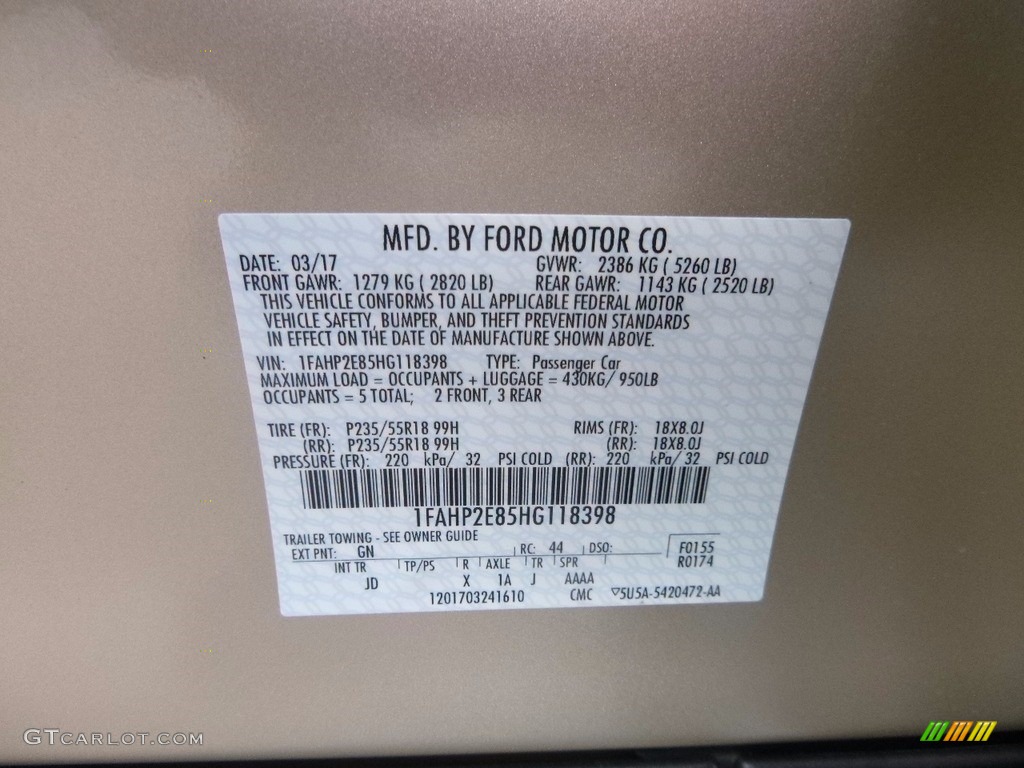 MFD. BY FORD MOTOR CO.
DATE: 03/17 GVWR: 2386 KG ( 5260 LB)
FRONT GAWR: 1279 KG ( 2820 LB) REAR GAWR: 1143 KG ( 2520 LB)
THIS VEHICLE CONFORMS TO ALL APPLICABLE FEDERAL MOTOR
VEHICLE SAFETY, BUMPER, AND THEFT PREVENTION STANDARDS
IN EFFECT ON THE DATE OF MANUFACTURE SHOWN ABOVE.
VIN: 1FAHP2E85HG118398 TYPE: Passenger Car
MAXIMUM LOAD = OCCUPANTS + LUGGAGE = 430KG/ 950LB
OCCUPANTS = 5 TOTAL; 2 FRONT, 3 REAR
TIRE (FR): P235/55R18 99H RIMS (FR): 18X8.0J
(RR): P235/55R18 99H (RR): 18X8.0J
PRESSURE (FR): 220 kPa/ 32 PSI COLD (RR): 220 kPa/ 32 PSI COLD
1FAHP2E85HG118398
TRAILER TOWING - SEE OWNER GUIDE
EXT PNT: GN RC: 44 DSO: F0155
INT TR TP/PS R AXLE TR SPR R0174
JD X 1A J AAAA
1201703241610 CMC ▽5U5A-5420472-AA
GTCARLOT.COM